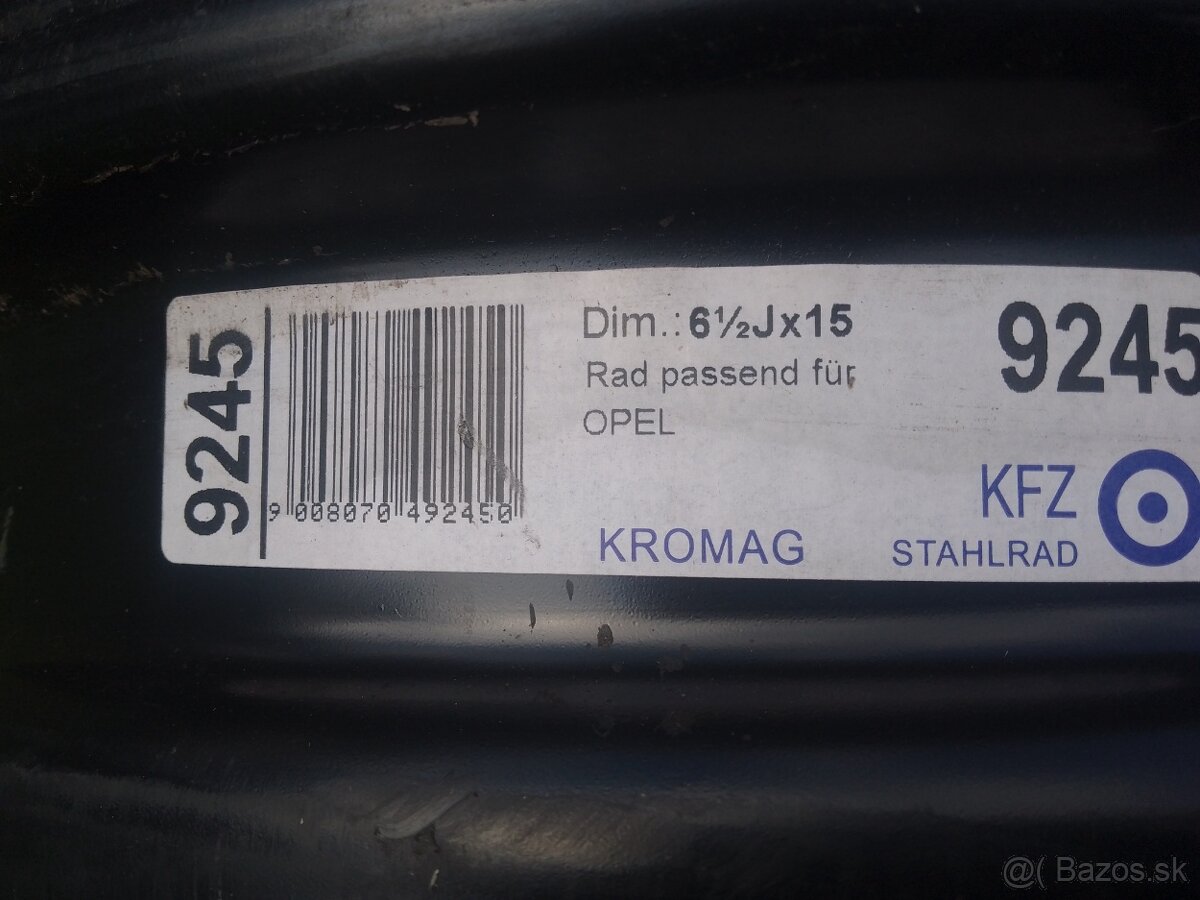 9245
9 008070 492450
Dim.: 6½Jx15
Rad passend für
OPEL
KROMAG
9245
KFZ
STAHLRAD
@( Bazos.sk